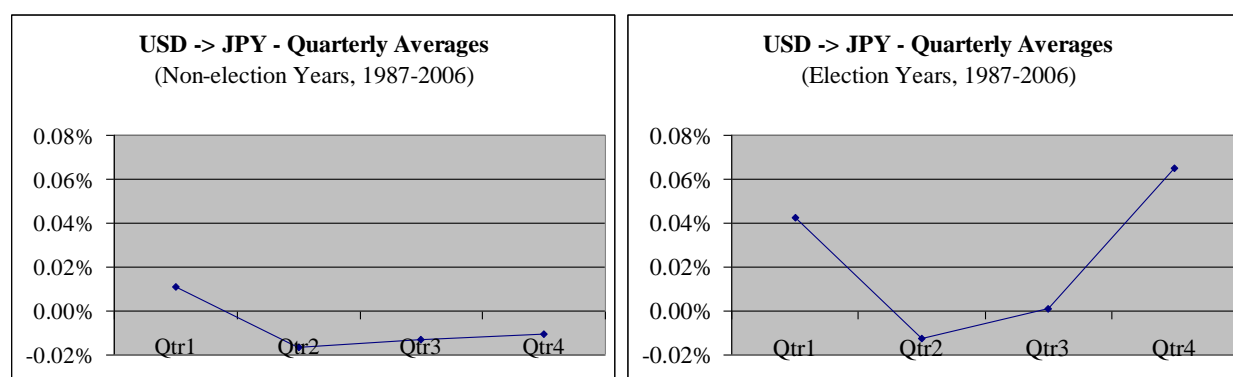 USD -> JPY - Quarterly Averages
(Non-election Years, 1987-2006)
0.08%
0.06%
0.04%
0.02%
0.00%
-0.02%
Qtr1 Qtr2 Qtr3 Qtr4
USD -> JPY - Quarterly Averages
(Election Years, 1987-2006)
0.08%
0.06%
0.04%
0.02%
0.00%
-0.02%
Qtr1 Qtr2 Qtr3 Qtr4